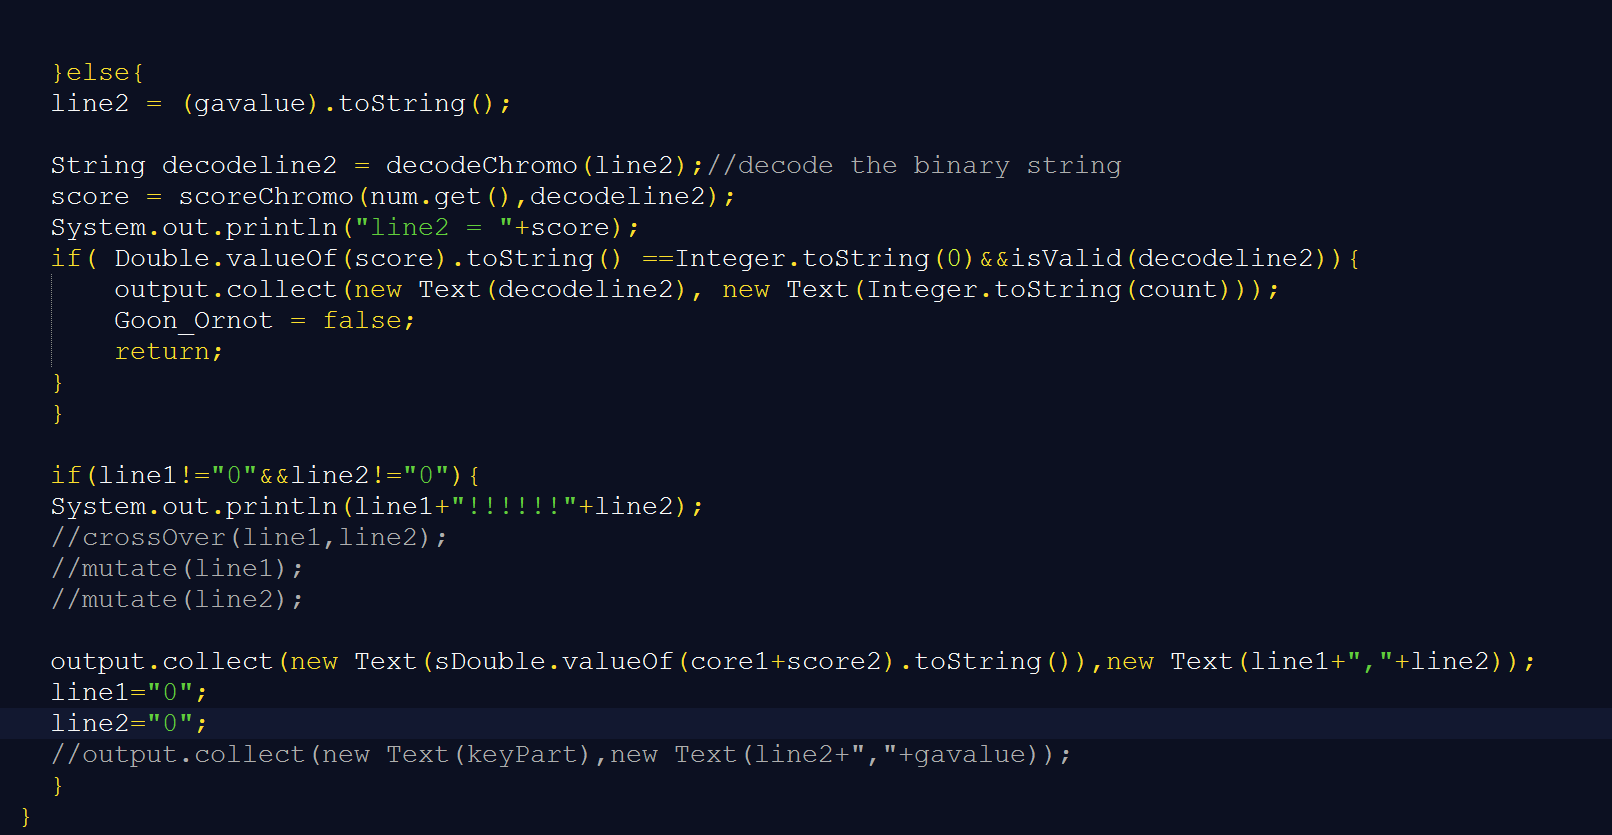 }else{
line2 = (gavalue).toString();
String decodeline2 = decodeChromo(line2);//decode the binary string
score = scoreChromo(num.get(),decodeline2);
System.out.println("line2 = "+score);
if( Double.valueOf(score).toString() ==Integer.toString(0)&&isValid(decodeline2)){
output.collect(new Text(decodeline2), new Text(Integer.toString(count)));
Goon_Ornot = false;
return;
}
}
if(line1!="0"&&line2!="0"){
System.out.println(line1+"!!!!!!"+line2);
//crossOver(line1,line2);
//mutate(line1);
//mutate(line2);
output.collect(new Text(sDouble.valueOf(core1+score2).toString()),new Text(line1+","+line2));
line1="0";
line2="0";
//output.collect(new Text(keyPart),new Text(line2+","+gavalue));
}
}